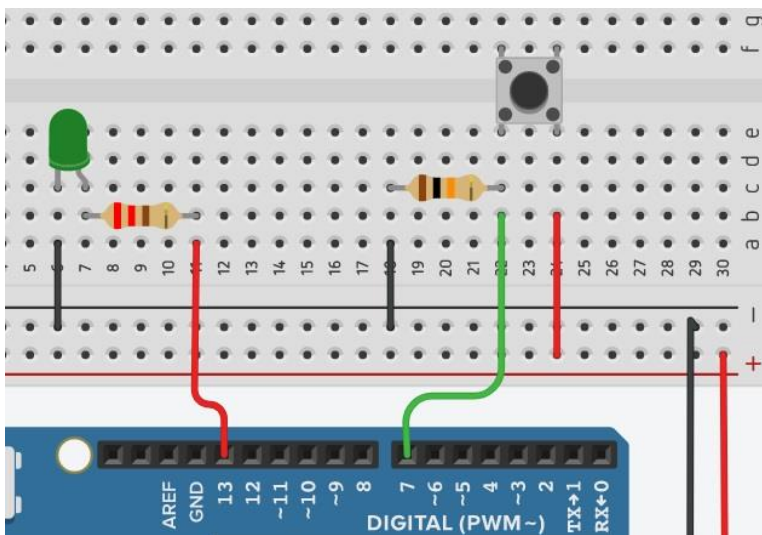 g
f
e
d
c
b
a
5 6 7 8 9 10 11 12 13 14 15 16 17 18 19 20 21 22 23 24 25 26 27 28 29 30
−
+
AREF GND 13 12 ~11 ~10 ~9 8 7 ~6 ~5 4 ~3 2 TX→1 RX←0
DIGITAL (PWM~)